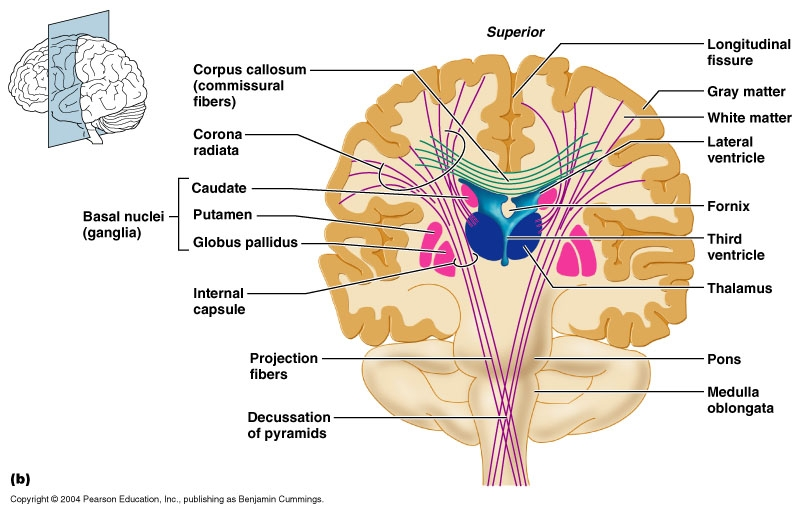 Superior
Corpus callosum
(commissural
fibers)
Corona
radiata
Caudate
Basal nuclei
(ganglia)
Putamen
Globus pallidus
Internal
capsule
Projection
fibers
Decussation
of pyramids
Longitudinal
fissure
Gray matter
White matter
Lateral
ventricle
Fornix
Third
ventricle
Thalamus
Pons
Medulla
oblongata
(b)
Copyright © 2004 Pearson Education, Inc., publishing as Benjamin Cummings.